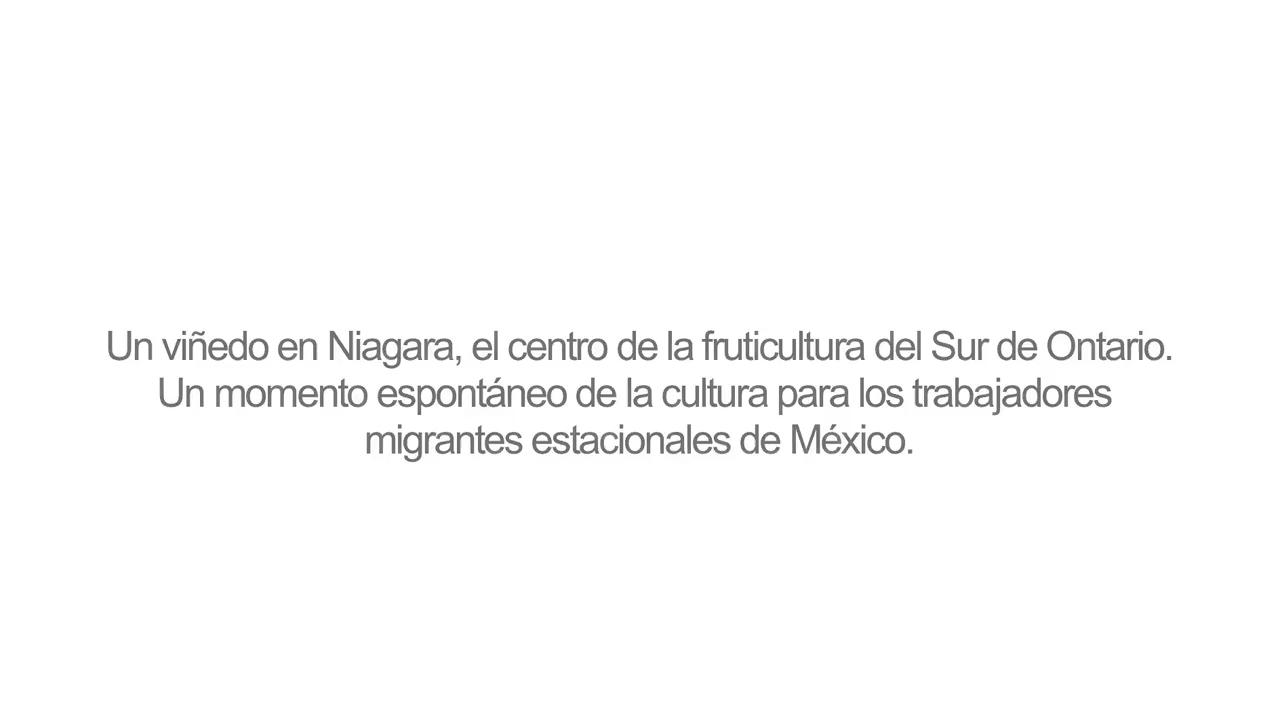 Un viñedo en Niagara, el centro de la fruticultura del Sur de Ontario.
Un momento espontáneo de la cultura para los trabajadores
migrantes estacionales de México.